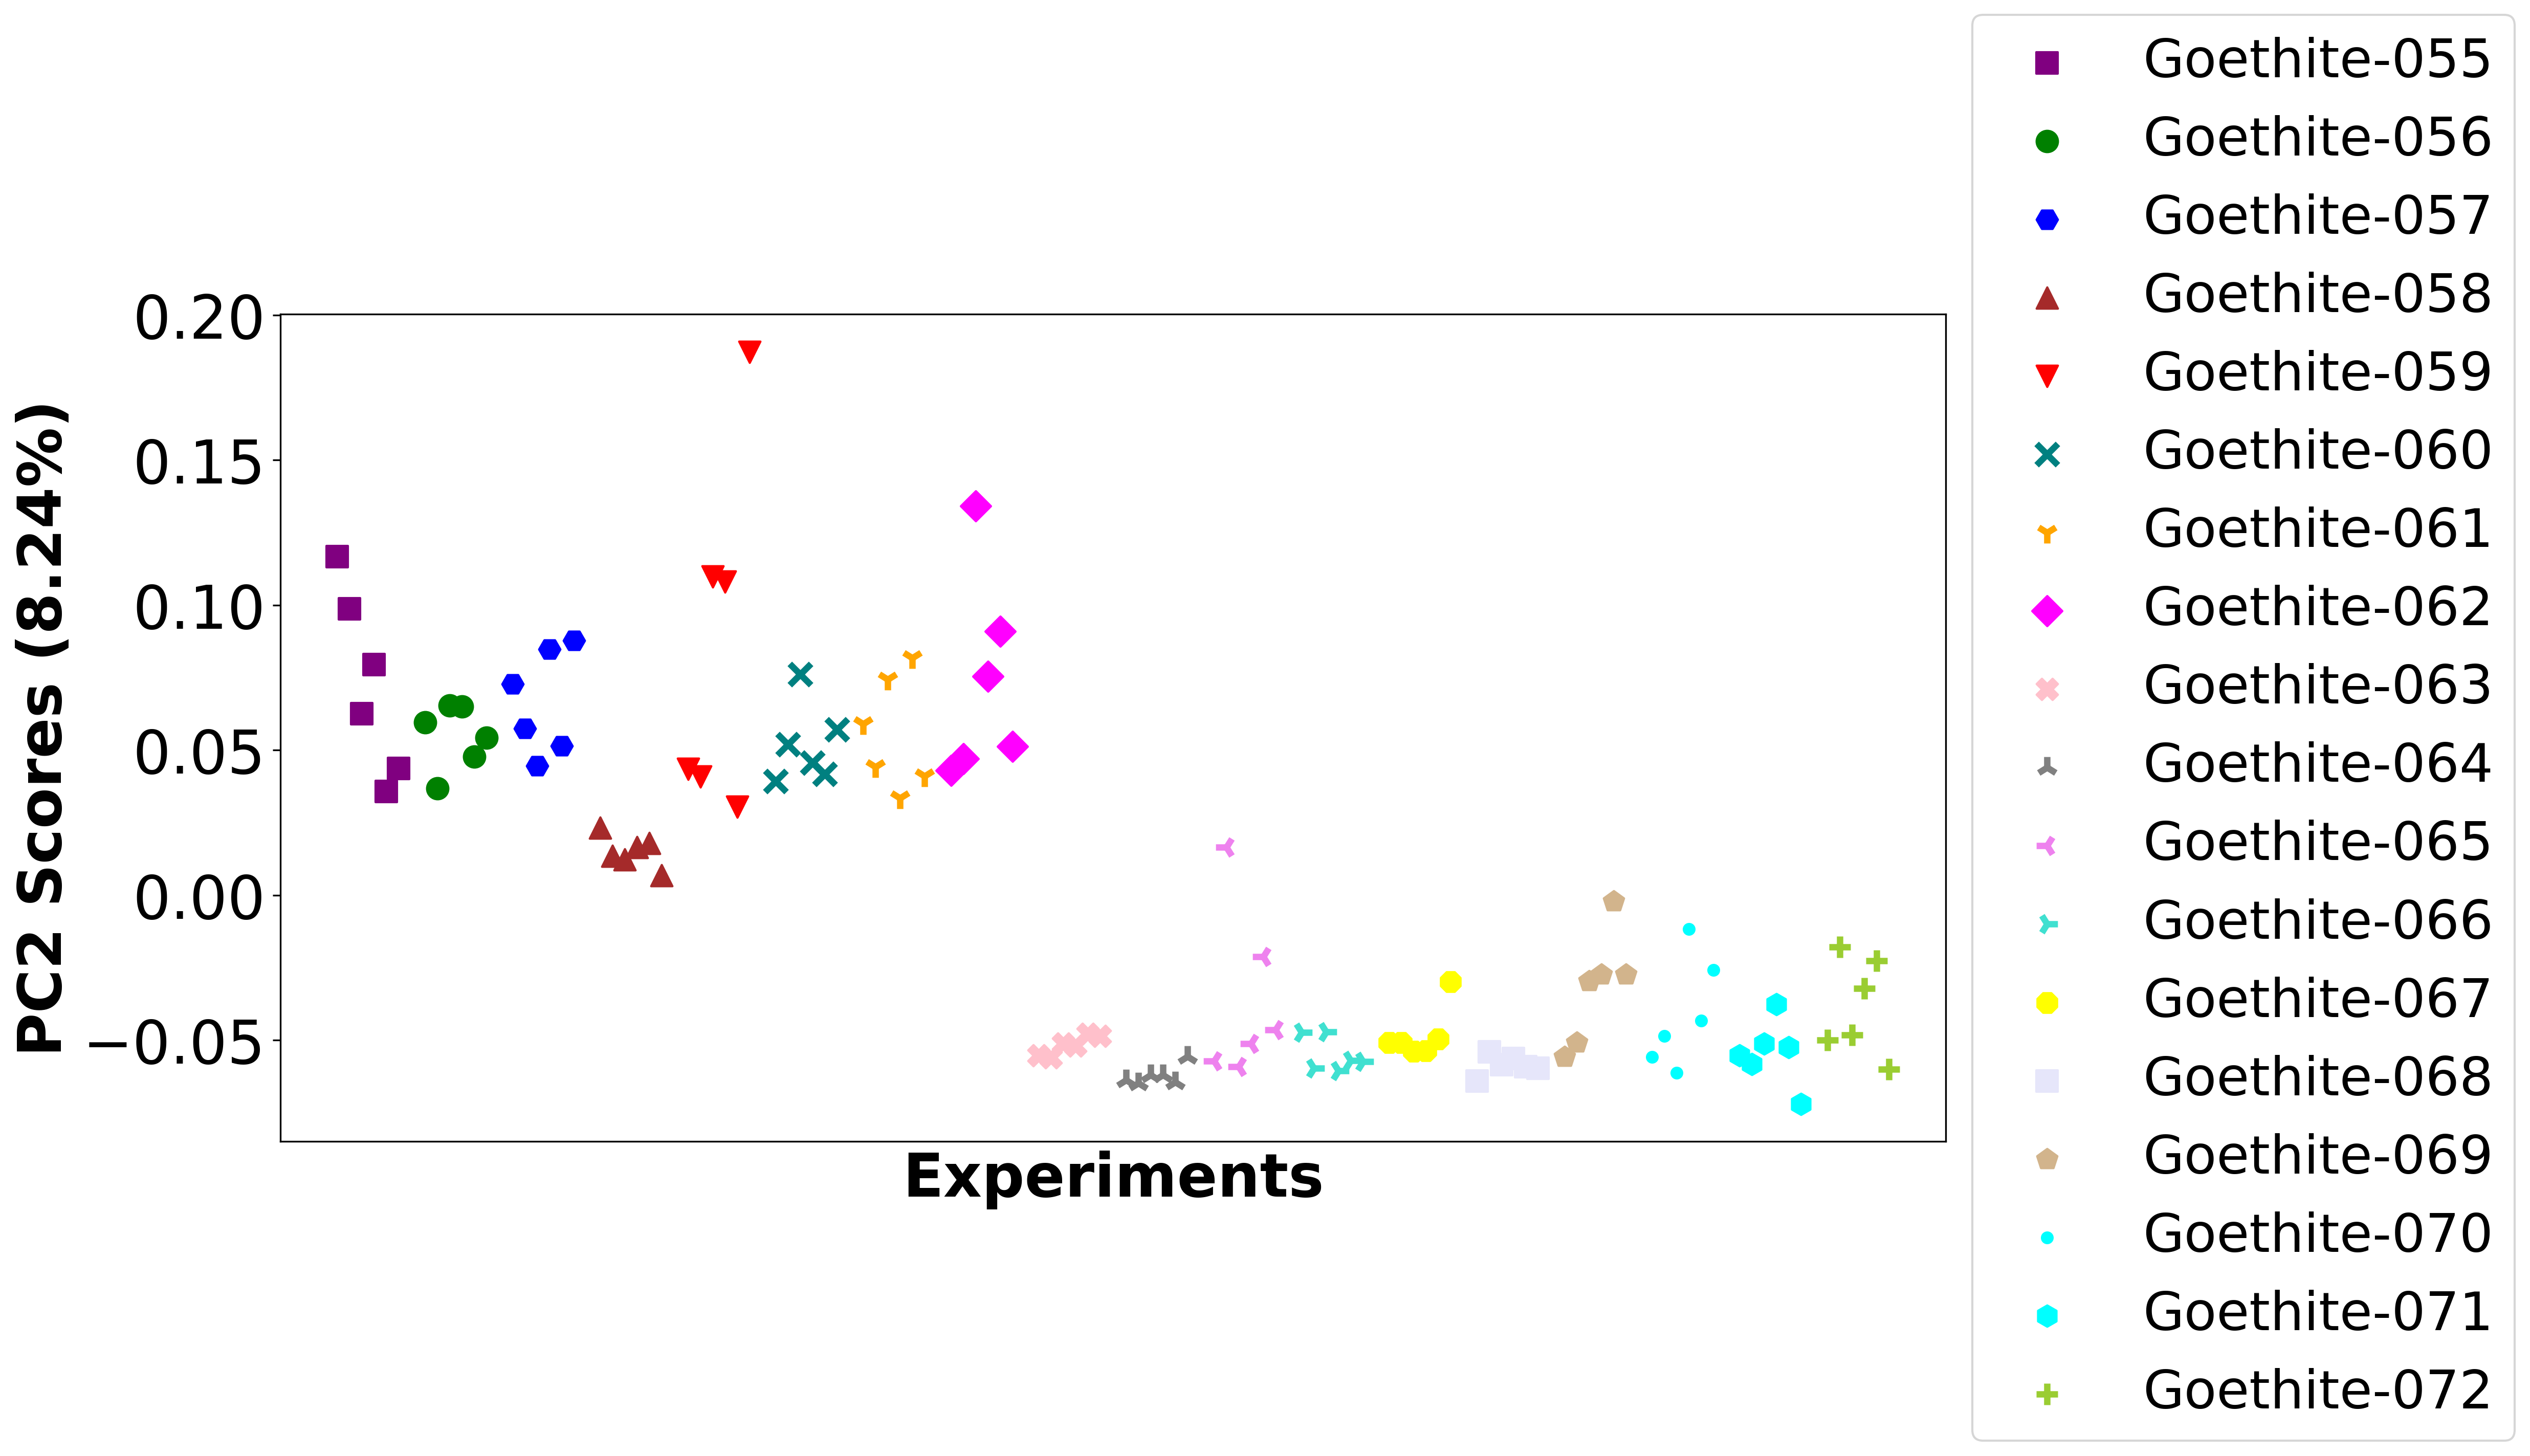 PC2 Scores (8.24%)
0.20
0.15
0.10
0.05
0.00
−0.05
Experiments
Goethite-055
Goethite-056
Goethite-057
Goethite-058
Goethite-059
Goethite-060
Goethite-061
Goethite-062
Goethite-063
Goethite-064
Goethite-065
Goethite-066
Goethite-067
Goethite-068
Goethite-069
Goethite-070
Goethite-071
Goethite-072